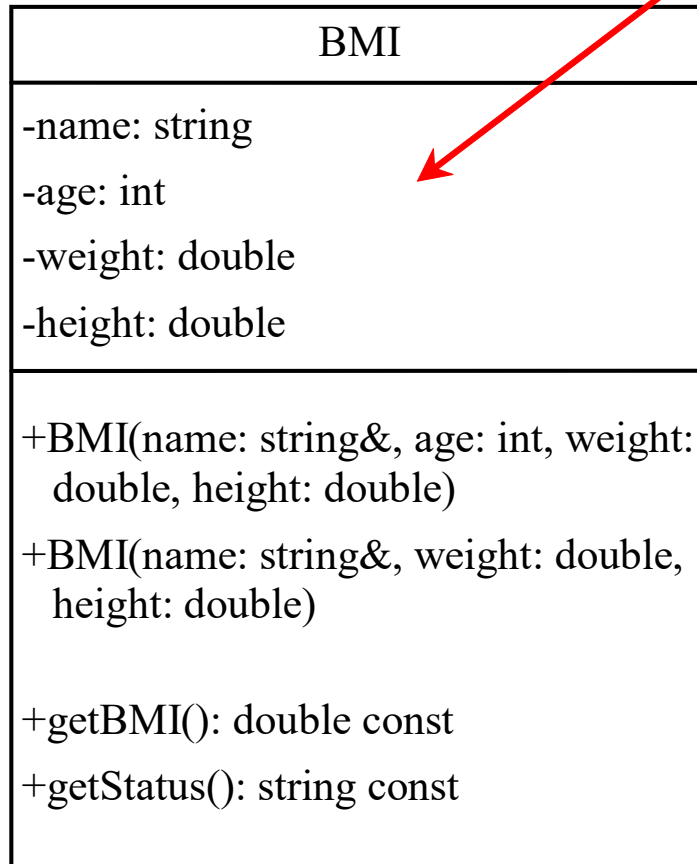 BMI
-name: string
-age: int
-weight: double
-height: double
+BMI(name: string&, age: int, weight:
double, height: double)
+BMI(name: string&, weight: double,
height: double)
+getBMI(): double const
+getStatus(): string const